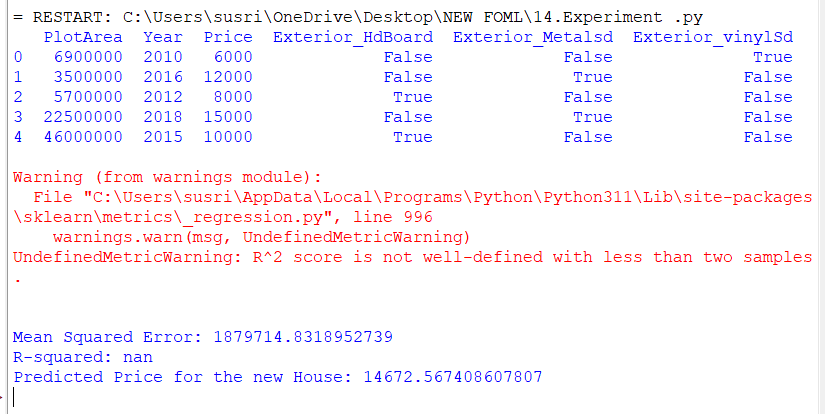 = RESTART: C:\Users\susri\OneDrive\Desktop\NEW FOML\14.Experiment .py
PlotArea Year Price Exterior_HdBoard Exterior_Metalsd Exterior_vinylSd
0 6900000 2010 6000 False False True
1 3500000 2016 12000 False True False
2 5700000 2012 8000 True False False
3 22500000 2018 15000 False True False
4 46000000 2015 10000 True False False
Warning (from warnings module):
File "C:\Users\susri\AppData\Local\Programs\Python\Python311\Lib\site-packages
\sklearn\metrics\_regression.py", line 996
warnings.warn(msg, UndefinedMetricWarning)
UndefinedMetricWarning: R^2 score is not well-defined with less than two samples
.
Mean Squared Error: 1879714.8318952739
R-squared: nan
Predicted Price for the new House: 14672.567408607807